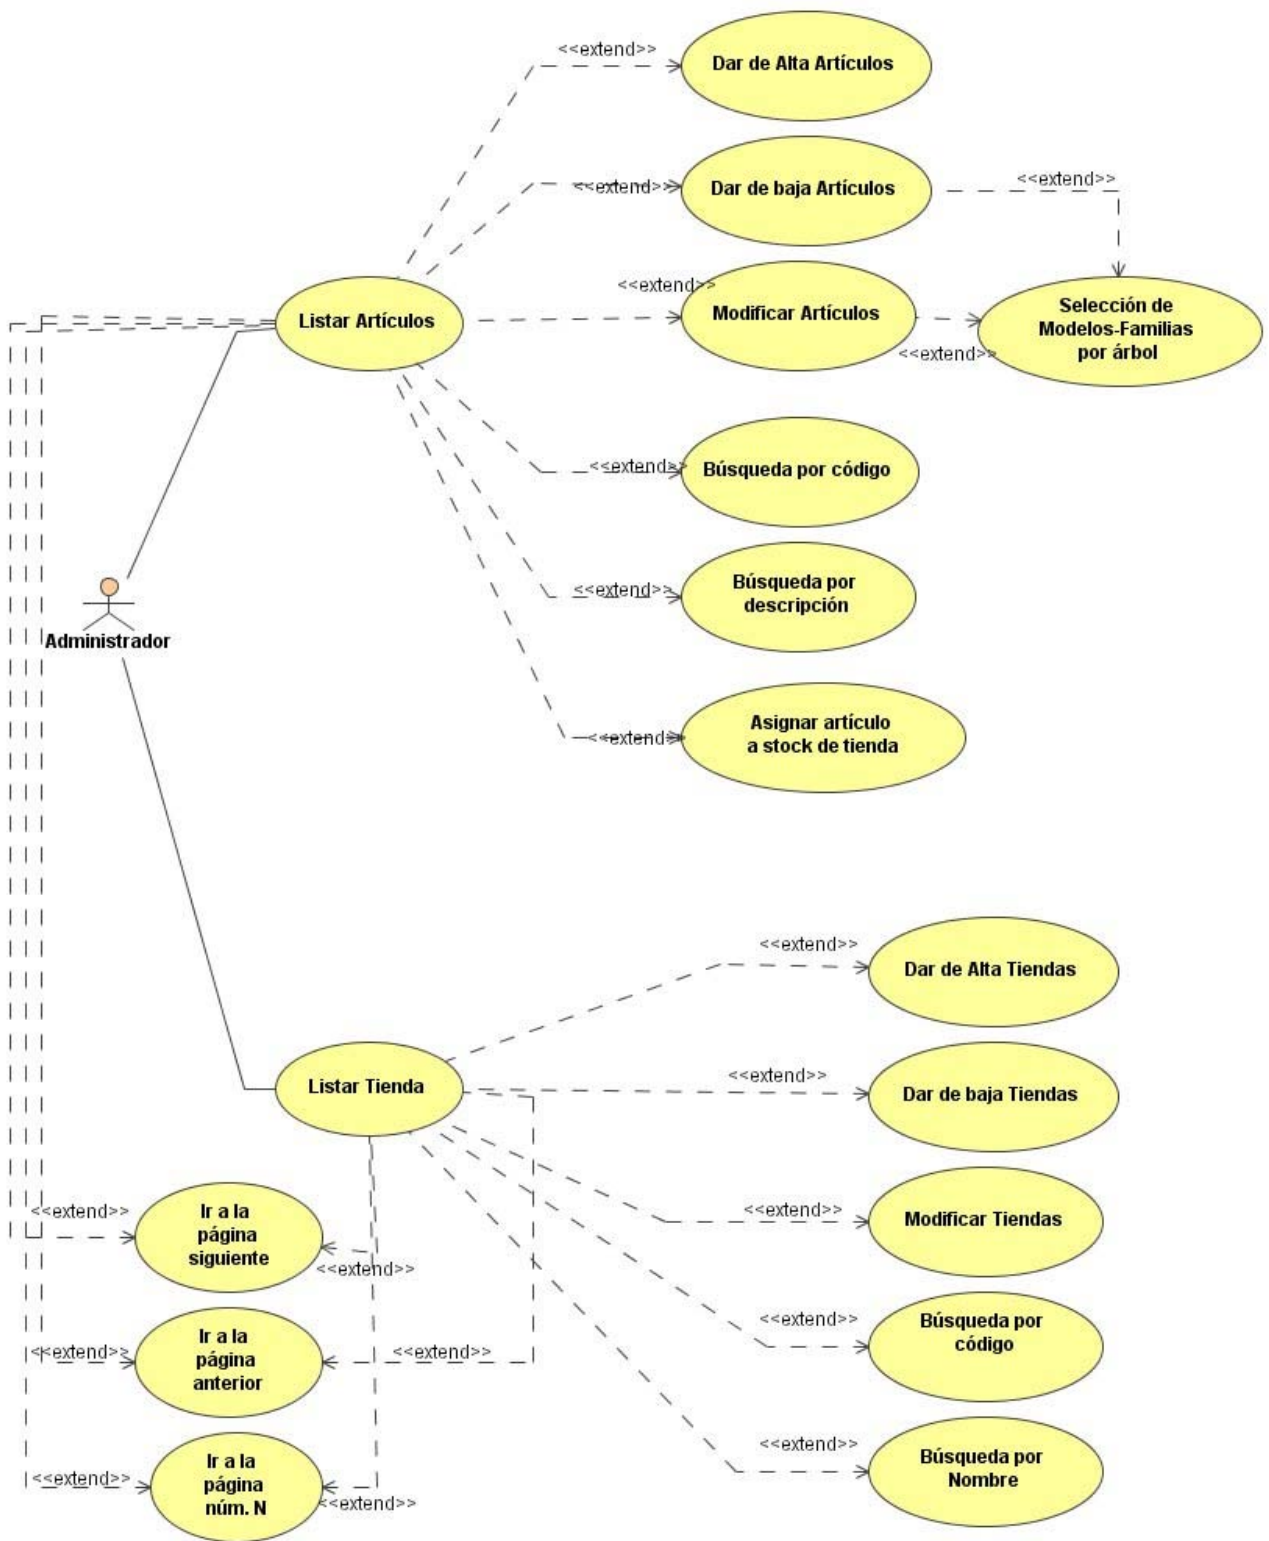 <<extend>>
Dar de Alta Artículos
<<extend>>
Dar de baja Artículos
<<extend>>
<<extend>>
Listar Artículos
Modificar Artículos
Selección de
Modelos-Familias
por árbol
<<extend>>
<<extend>>
Búsqueda por código
<<extend>>
Búsqueda por
descripción
Administrador
<<extend>>
Asignar artículo
a stock de tienda
<<extend>>
Dar de Alta Tiendas
<<extend>>
Listar Tienda
Dar de baja Tiendas
<<extend>>
Ir a la
página
siguiente
<<extend>>
<<extend>>
Modificar Tiendas
<<extend>>
Búsqueda por
código
<<extend>>
Ir a la
página
anterior
<<extend>>
<<extend>>
Búsqueda por
Nombre
<<extend>>
Ir a la
página
núm. N
<<extend>>